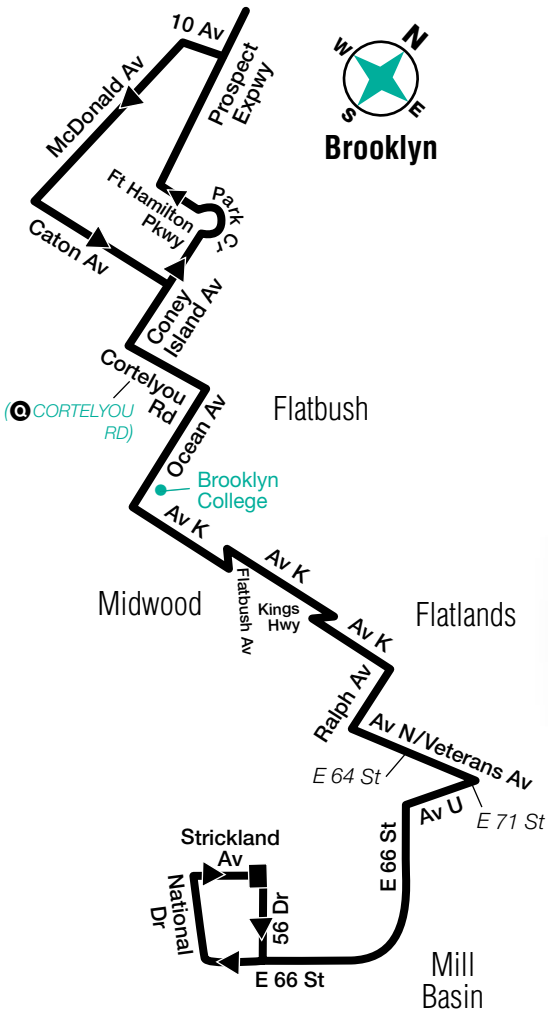 10 Av
N
W
E
S
Brooklyn
Prospect
Expwy
McDonald Av
Park Cr
Ft Hamilton
Pkwy
Caton Av
Coney
Island Av
Cortelyou
Rd
(Q CORTELYOU
RD)
Flatbush
Ocean Av
Brooklyn
College
Av K
Av K
Flatbush Av
Midwood
Kings
Hwy
Flatlands
Av K
Ralph Av
Av N/Veterans Av
E 64 St
Av U
E 71 St
E 66 St
Strickland
Av
National
Dr
56 Dr
E 66 St
Mill
Basin